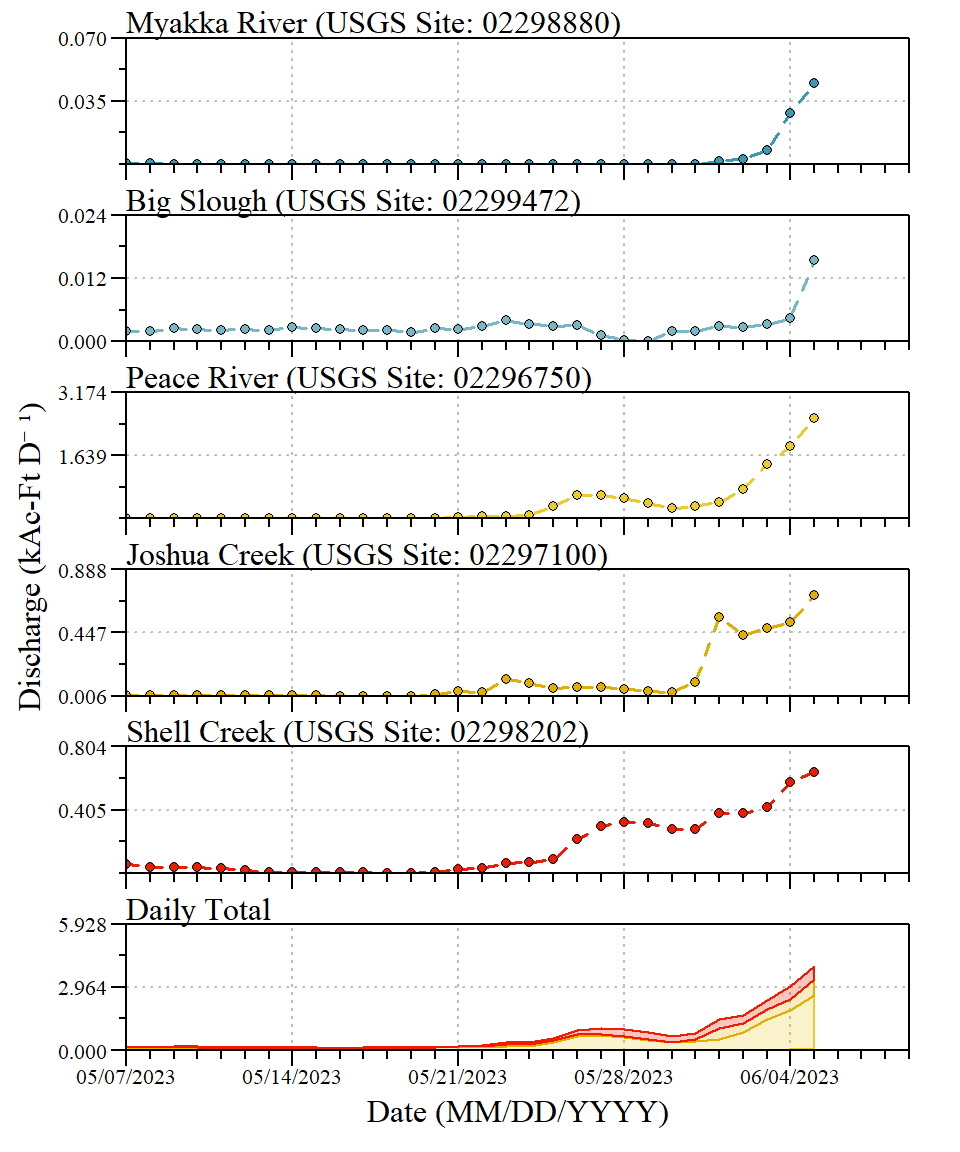 Myakka River (USGS Site: 02298880)
0.070
0.035
Big Slough (USGS Site: 02299472)
0.024
0.012
0.000
Peace River (USGS Site: 02296750)
3.174
1.639
Joshua Creek (USGS Site: 02297100)
0.888
0.447
0.006
Shell Creek (USGS Site: 02298202)
0.804
0.405
Daily Total
5.928
2.964
0.000
Discharge (kAc-Ft D⁻¹)
05/07/2023 05/14/2023 05/21/2023 05/28/2023 06/04/2023
Date (MM/DD/YYYY)